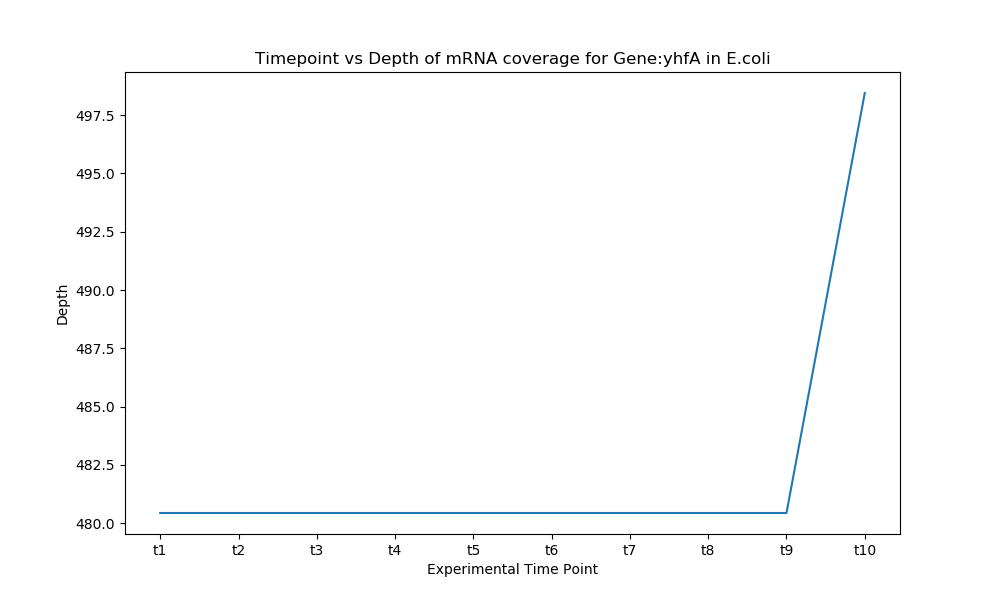 Timepoint vs Depth of mRNA coverage for Gene:yhfA in E.coli
497.5
495.0
492.5
490.0
487.5
485.0
482.5
480.0
Depth
t1 t2 t3 t4 t5 t6 t7 t8 t9 t10
Experimental Time Point